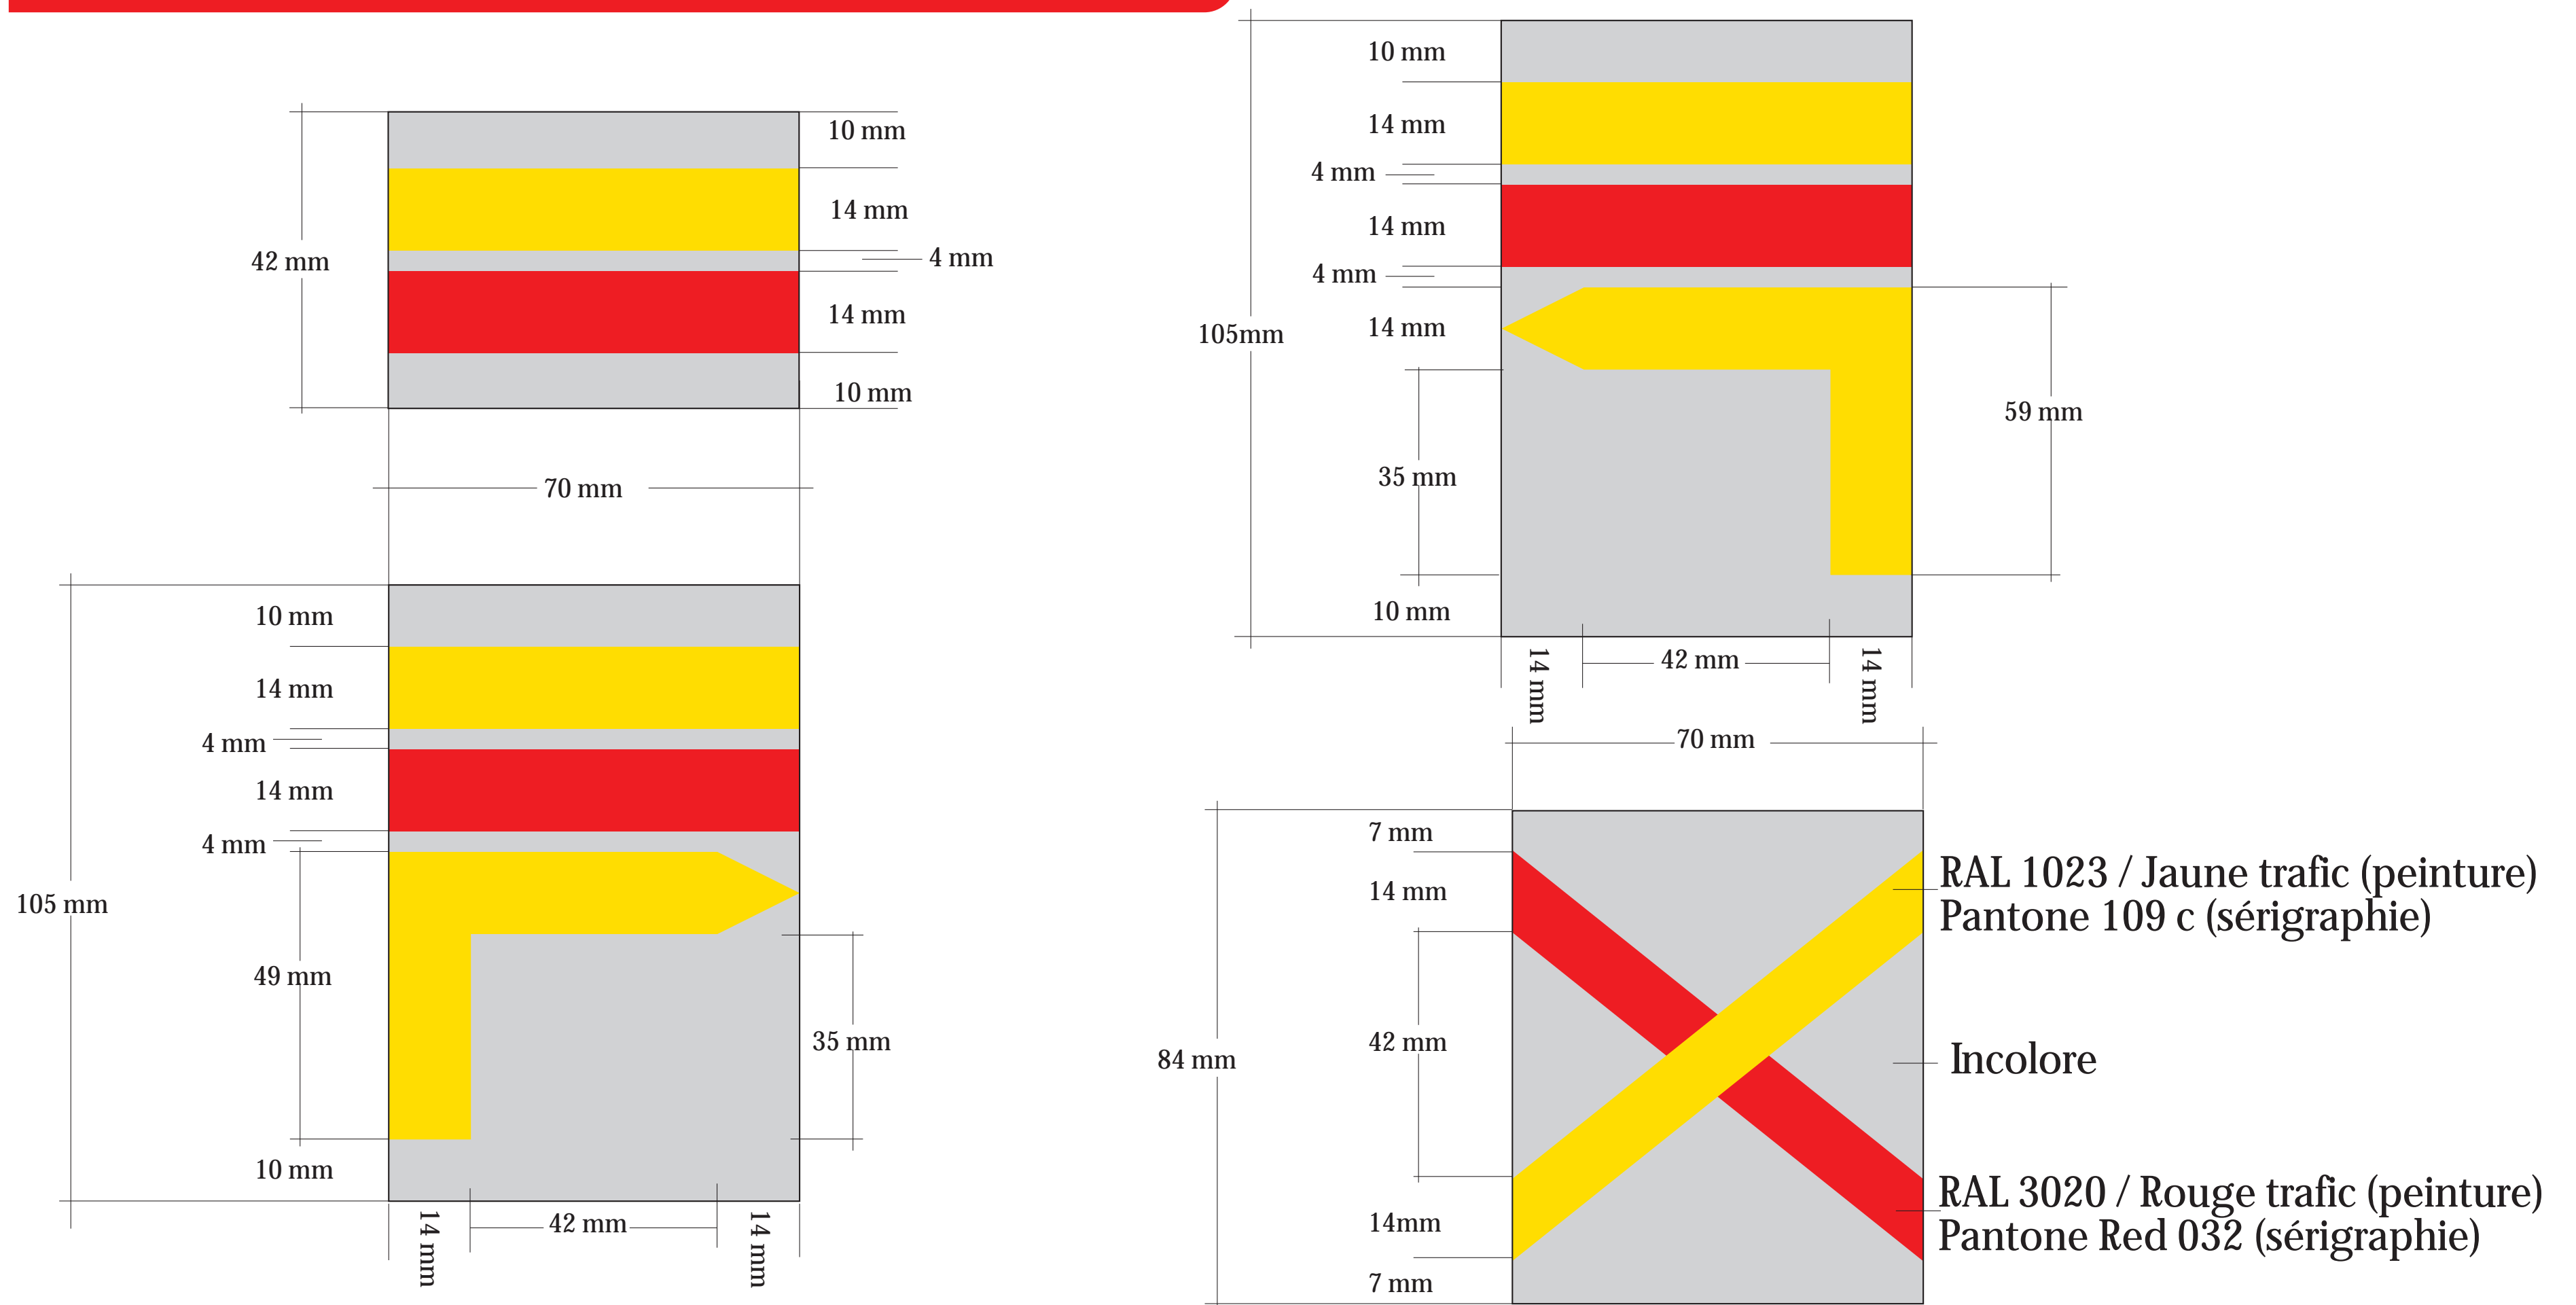 10 mm
14 mm
4 mm
42 mm
14 mm
10 mm
70 mm
10 mm
14 mm
4 mm
14 mm
4 mm
105 mm
49 mm
35 mm
10 mm
14 mm
42 mm
14 mm
10 mm
14 mm
4 mm
14 mm
4 mm
14 mm
105mm
59 mm
35 mm
10 mm
14 mm
42 mm
14 mm
70 mm
7 mm
14 mm
42 mm
84 mm
14mm
7 mm
RAL 1023 / Jaune trafic (peinture)
Pantone 109 c (sérigraphie)
Incolore
RAL 3020 / Rouge trafic (peinture)
Pantone Red 032 (sérigraphie)